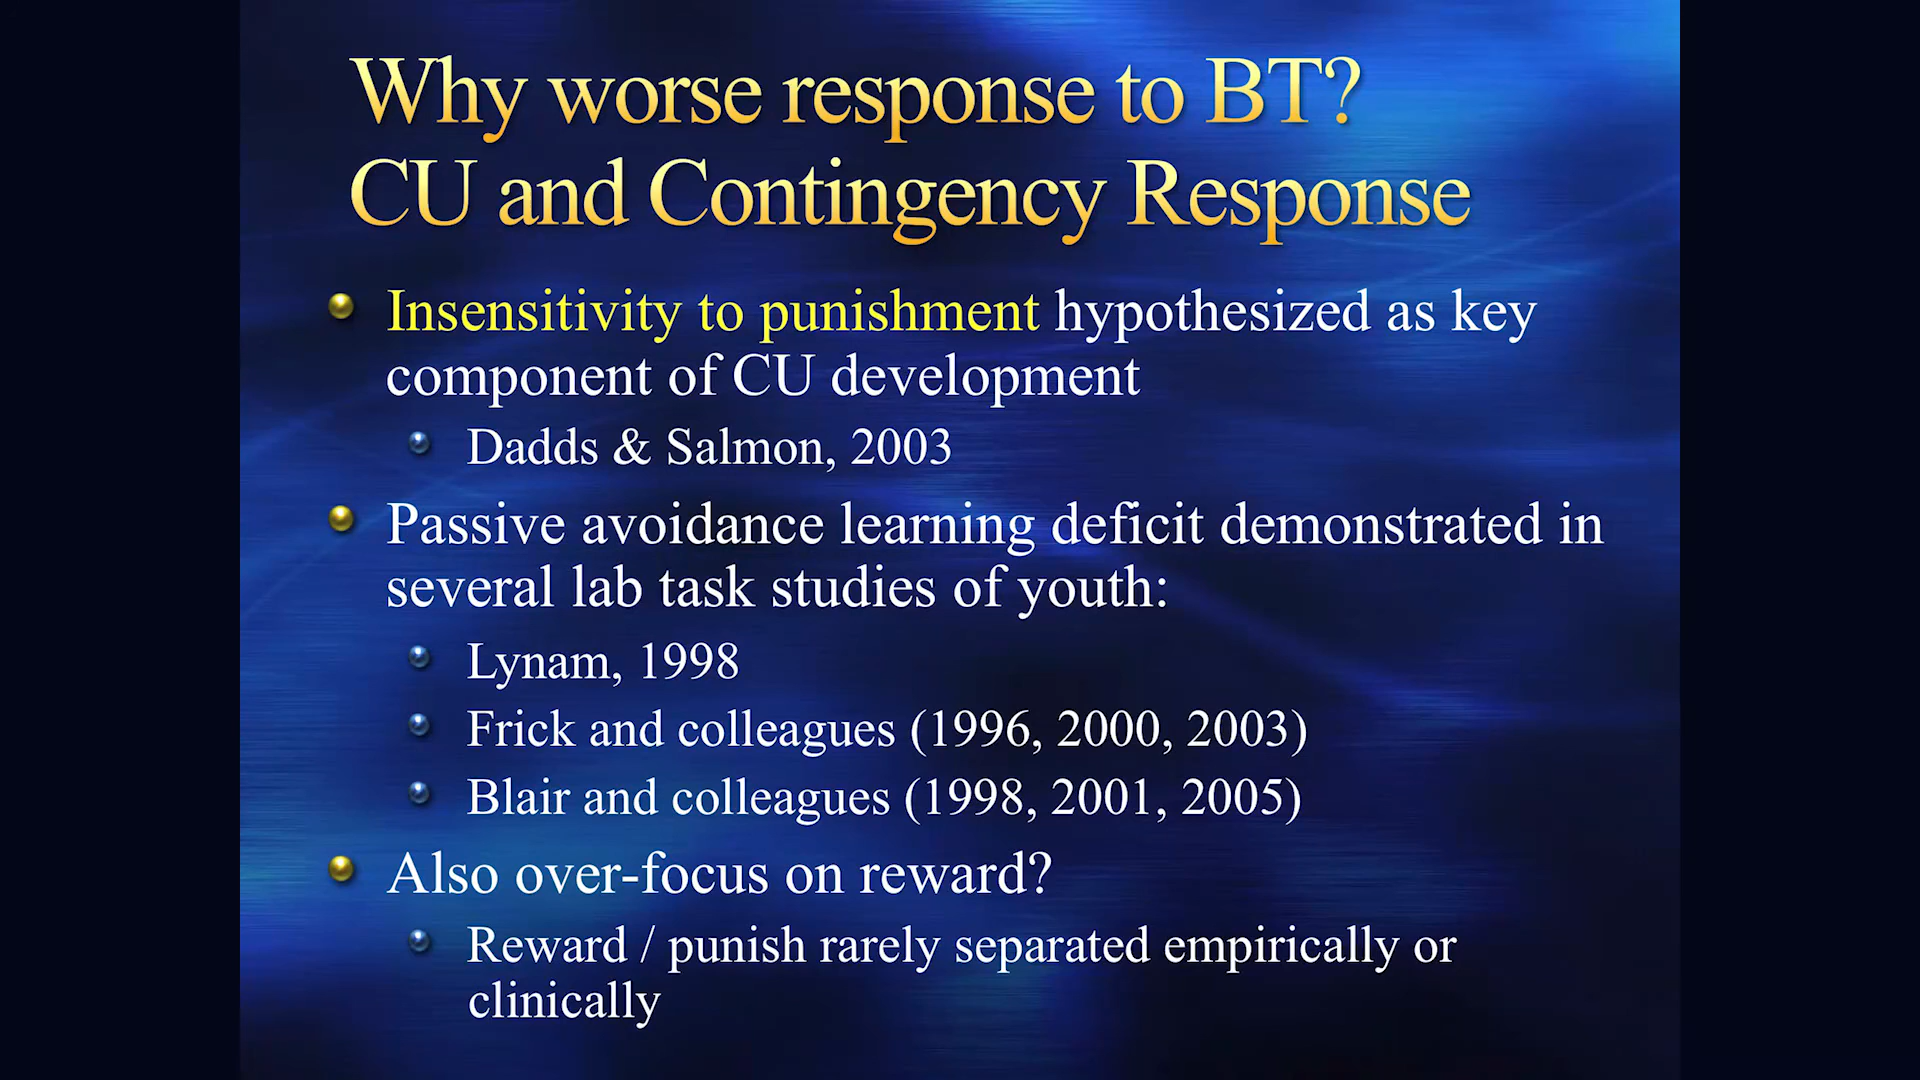 Why worse response to BT?
CU and Contingency Response
Insensitivity to punishment hypothesized as key
component of CU development
Dadds & Salmon, 2003
Passive avoidance learning deficit demonstrated in
several lab task studies of youth:
Lynam, 1998
Frick and colleagues (1996, 2000, 2003)
Blair and colleagues (1998, 2001, 2005)
Also over-focus on reward?
Reward / punish rarely separated empirically or
clinically